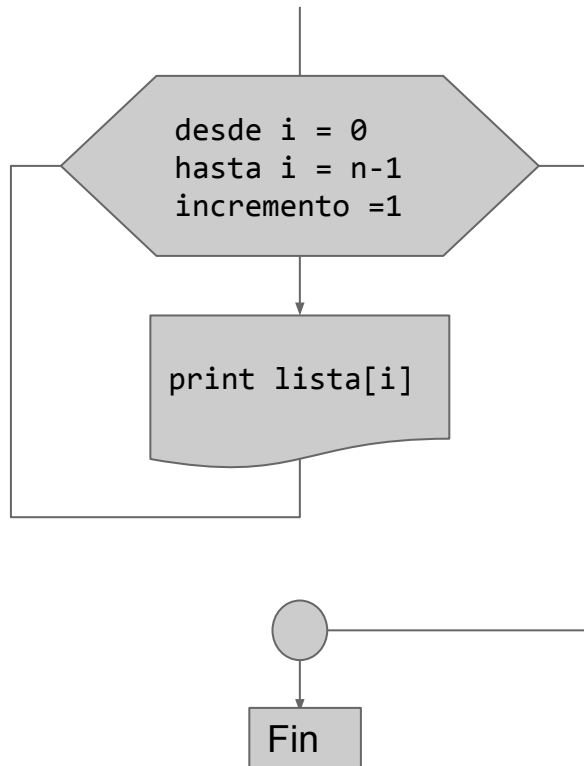 desde i = 0
hasta i = n-1
incremento =1
print lista[i]
Fin